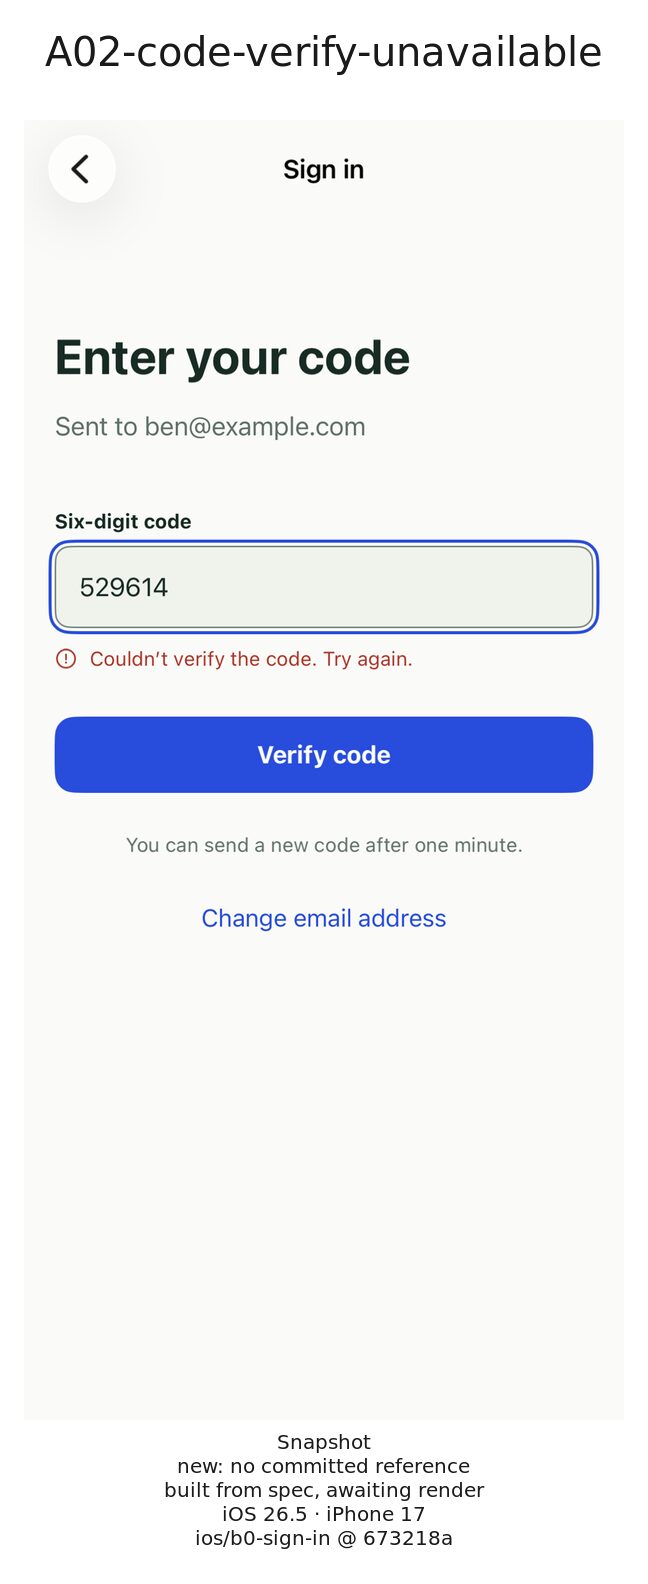 A02-code-verify-unavailable
Sign in
Enter your code
Sent to ben@example.com
Six-digit code
529614
Couldn’t verify the code. Try again.
Verify code
You can send a new code after one minute.
Change email address
Snapshot
new: no committed reference
built from spec, awaiting render
iOS 26.5 · iPhone 17
ios/b0-sign-in @ 673218a